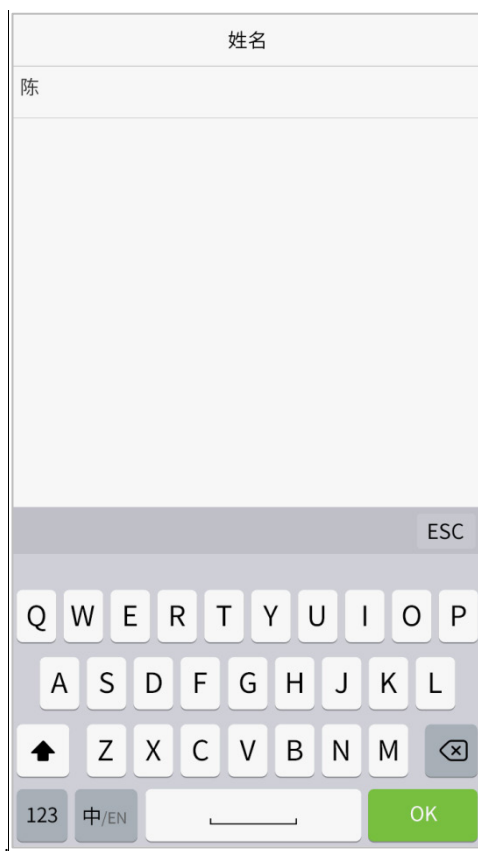 姓名
陈
ESC
Q W E R T Y U I O P
A S D F G H J K L
Z X C V B N M
123 中/EN OK